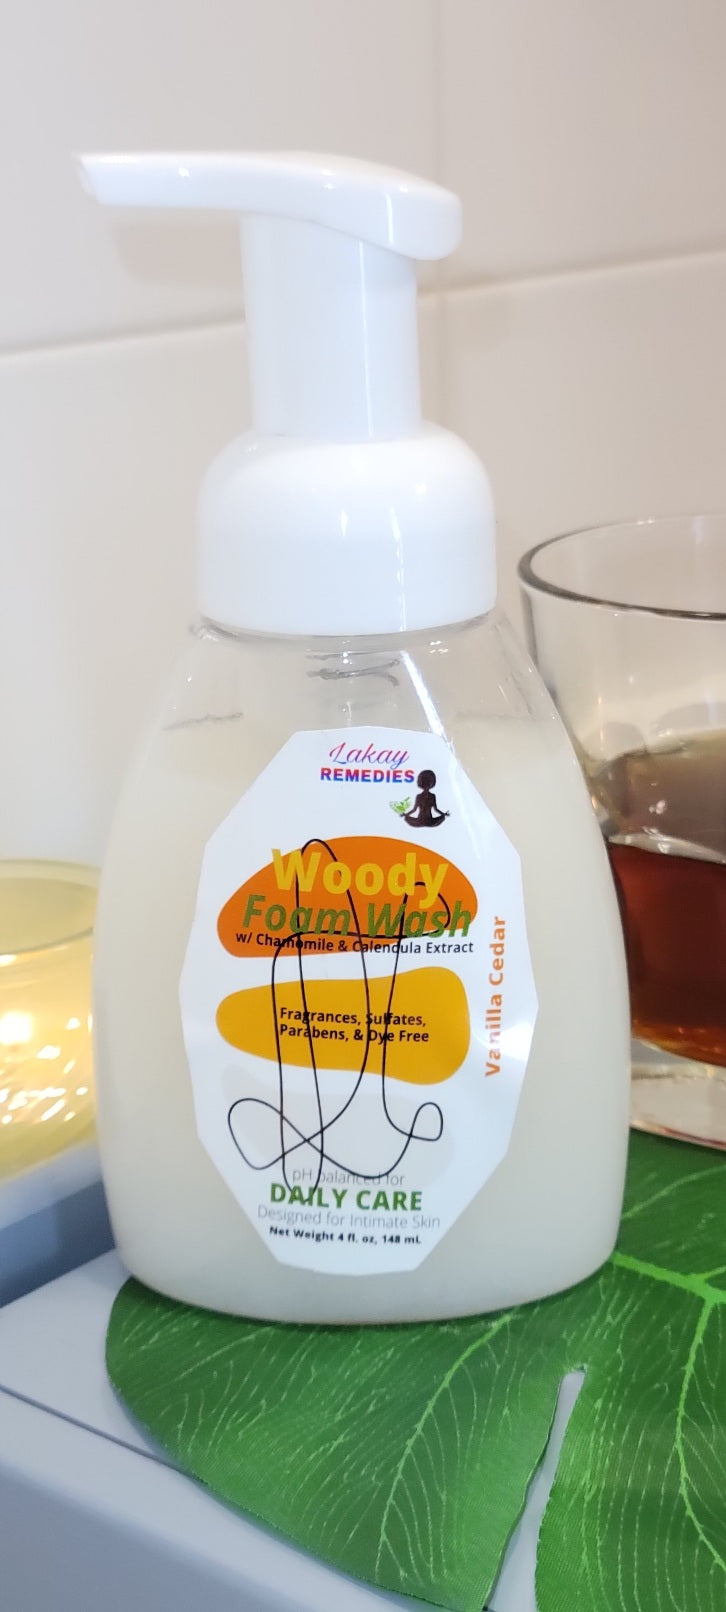 Lakay
REMEDIES
Woody
Foam Wash
w/ Chamomile & Calendula Extract
Vanilla Cedar
Fragrances, Sulfates,
Parabens, & Dye Free
pH balanced for
DAILY CARE
Designed for Intimate Skin
Net Weight 4 fl. oz, 148 mL